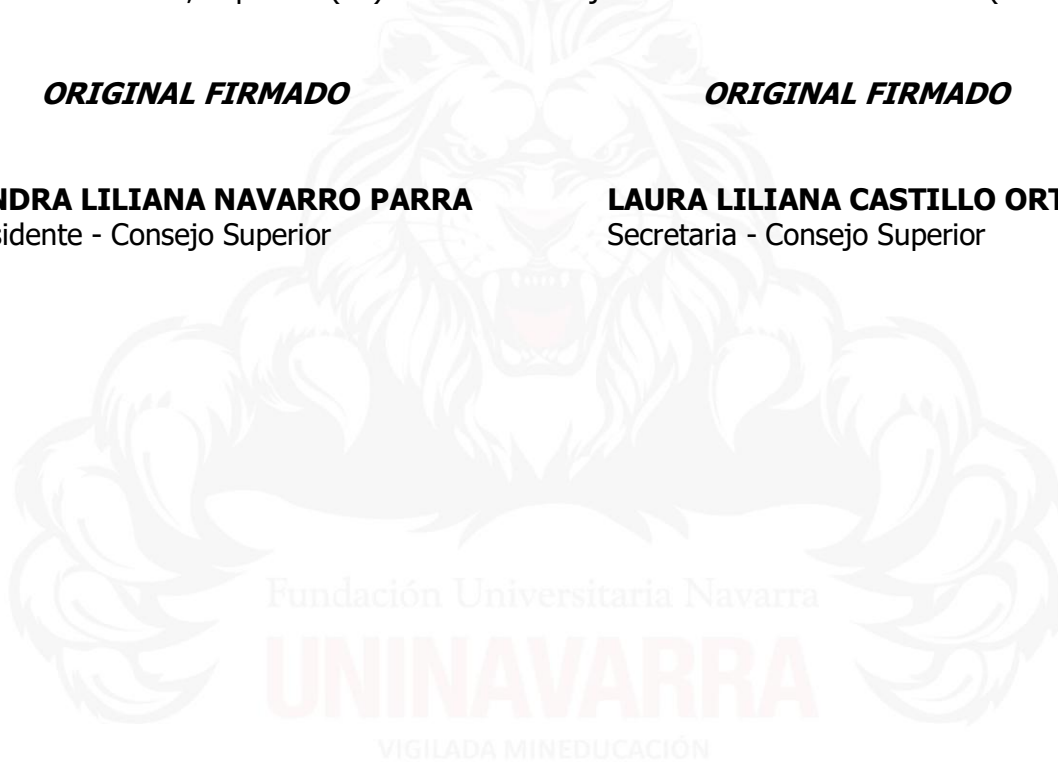 ORIGINAL FIRMADO ORIGINAL FIRMADO
NDRA LILIANA NAVARRO PARRA LAURA LILIANA CASTILLO ORT
sidente - Consejo Superior Secretaria - Consejo Superior
Fundación Universitaria Navarra
UNINAVARRA
VIGILADA MINEDUCACIÓN